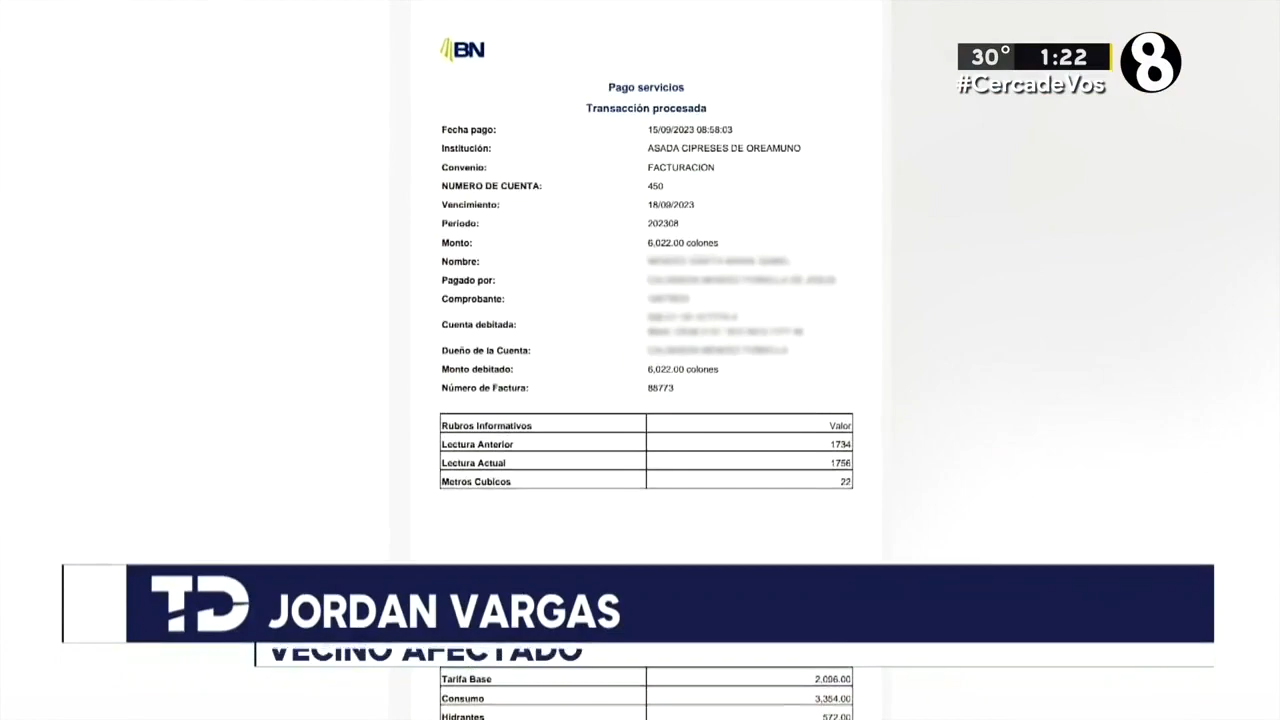 BN
30° 1:22
8
#CercadeVos
Pago servicios
Transacción procesada
Fecha pago: 15/09/2023 08:58:03
Institución: ASADA CIPRESES DE OREAMUNO
Convenio: FACTURACION
NUMERO DE CUENTA: 450
Vencimiento: 18/09/2023
Periodo: 202308
Monto: 6,022.00 colones
Nombre:
Pagado por:
Comprobante:
Cuenta debitada:
Dueño de la Cuenta:
Monto debitado: 6,022.00 colones
Número de Factura: 88773
Rubros Informativos Valor
Lectura Anterior 1734
Lectura Actual 1756
Metros Cubicos 22
TD JORDAN VARGAS
VECINO AFECTADO
Tarifa Base 2,096.00
Consumo 3,354.00
Hidrantes 572.00